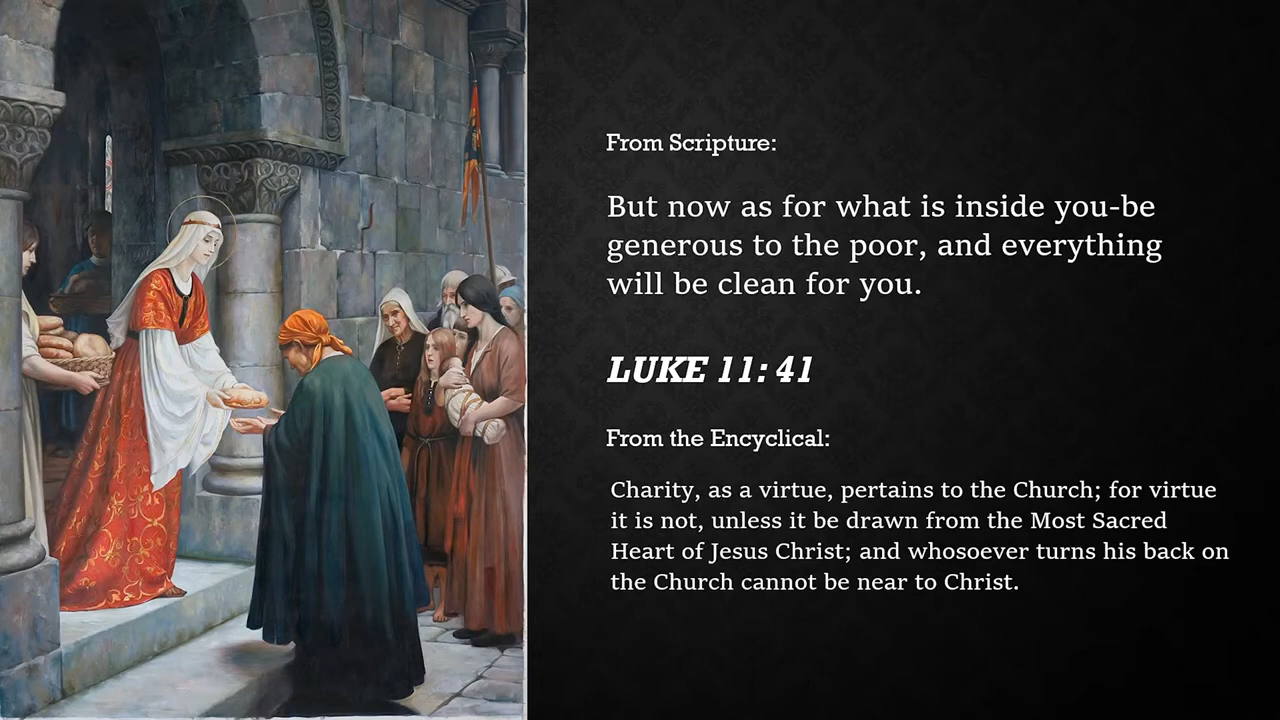 From Scripture:
But now as for what is inside you-be
generous to the poor, and everything
will be clean for you.
LUKE 11: 41
From the Encyclical:
Charity, as a virtue, pertains to the Church; for virtue
it is not, unless it be drawn from the Most Sacred
Heart of Jesus Christ; and whosoever turns his back on
the Church cannot be near to Christ.